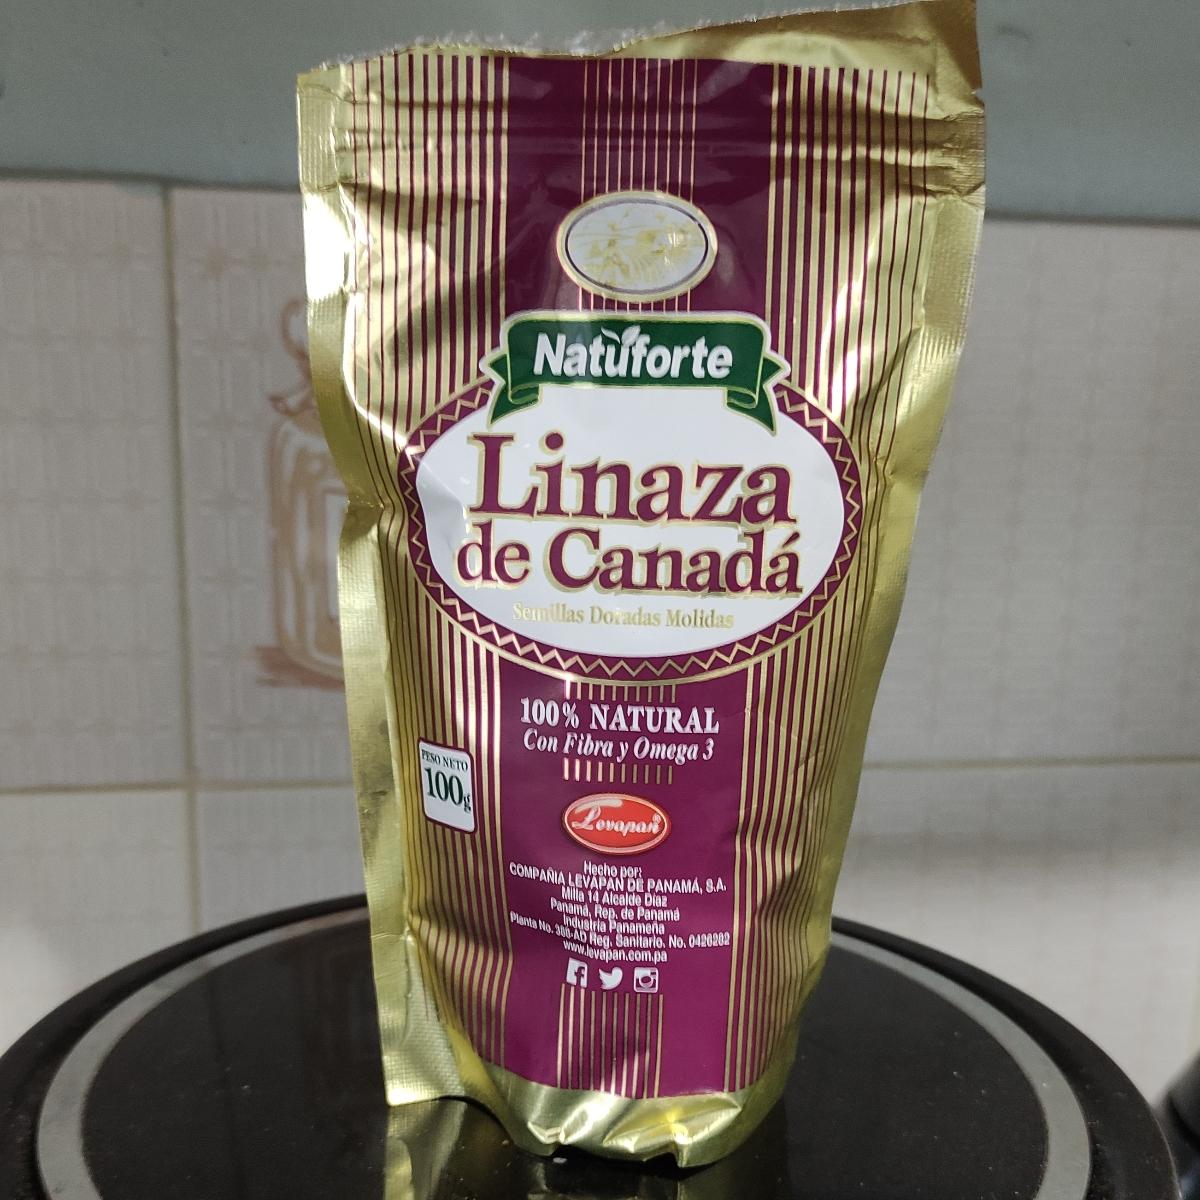 Natuforte
Linaza
de Canadá
Semillas Doradas Molidas
100% NATURAL
Con Fibra y Omega 3
PESO NETO
100g
Levapan®
Hecho por:
COMPAÑIA LEVAPAN DE PANAMÁ, S.A.
Milla 14 Alcalde Díaz
Panamá, Rep. de Panamá
Industria Panameña
Planta No. 386-AD Reg. Sanitario. No. 0426282
www.levapan.com.pa